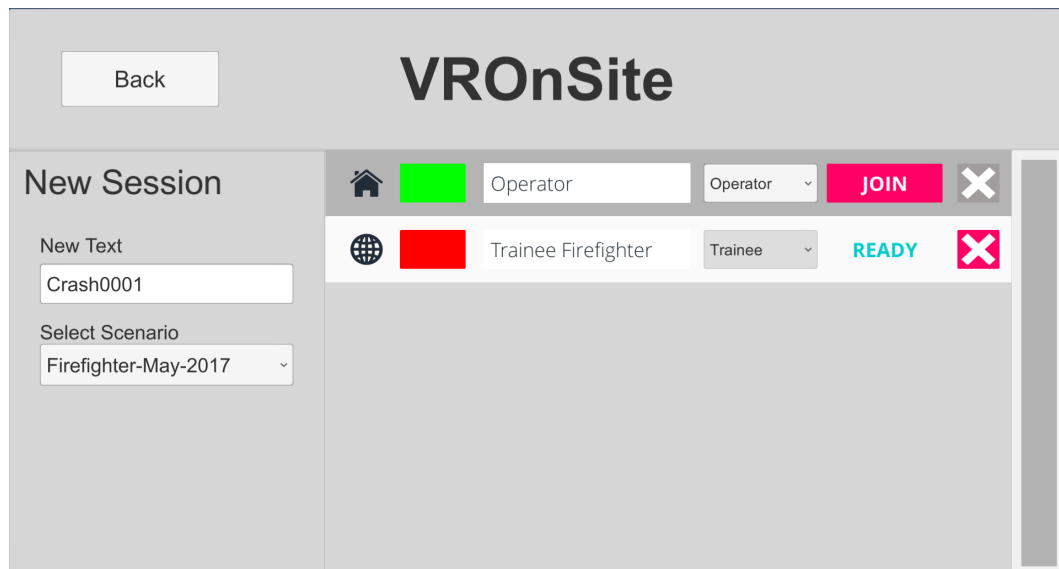 Back
VROnSite
New Session
New Text
Crash0001
Select Scenario
Firefighter-May-2017
Operator Operator JOIN
Trainee Firefighter Trainee READY